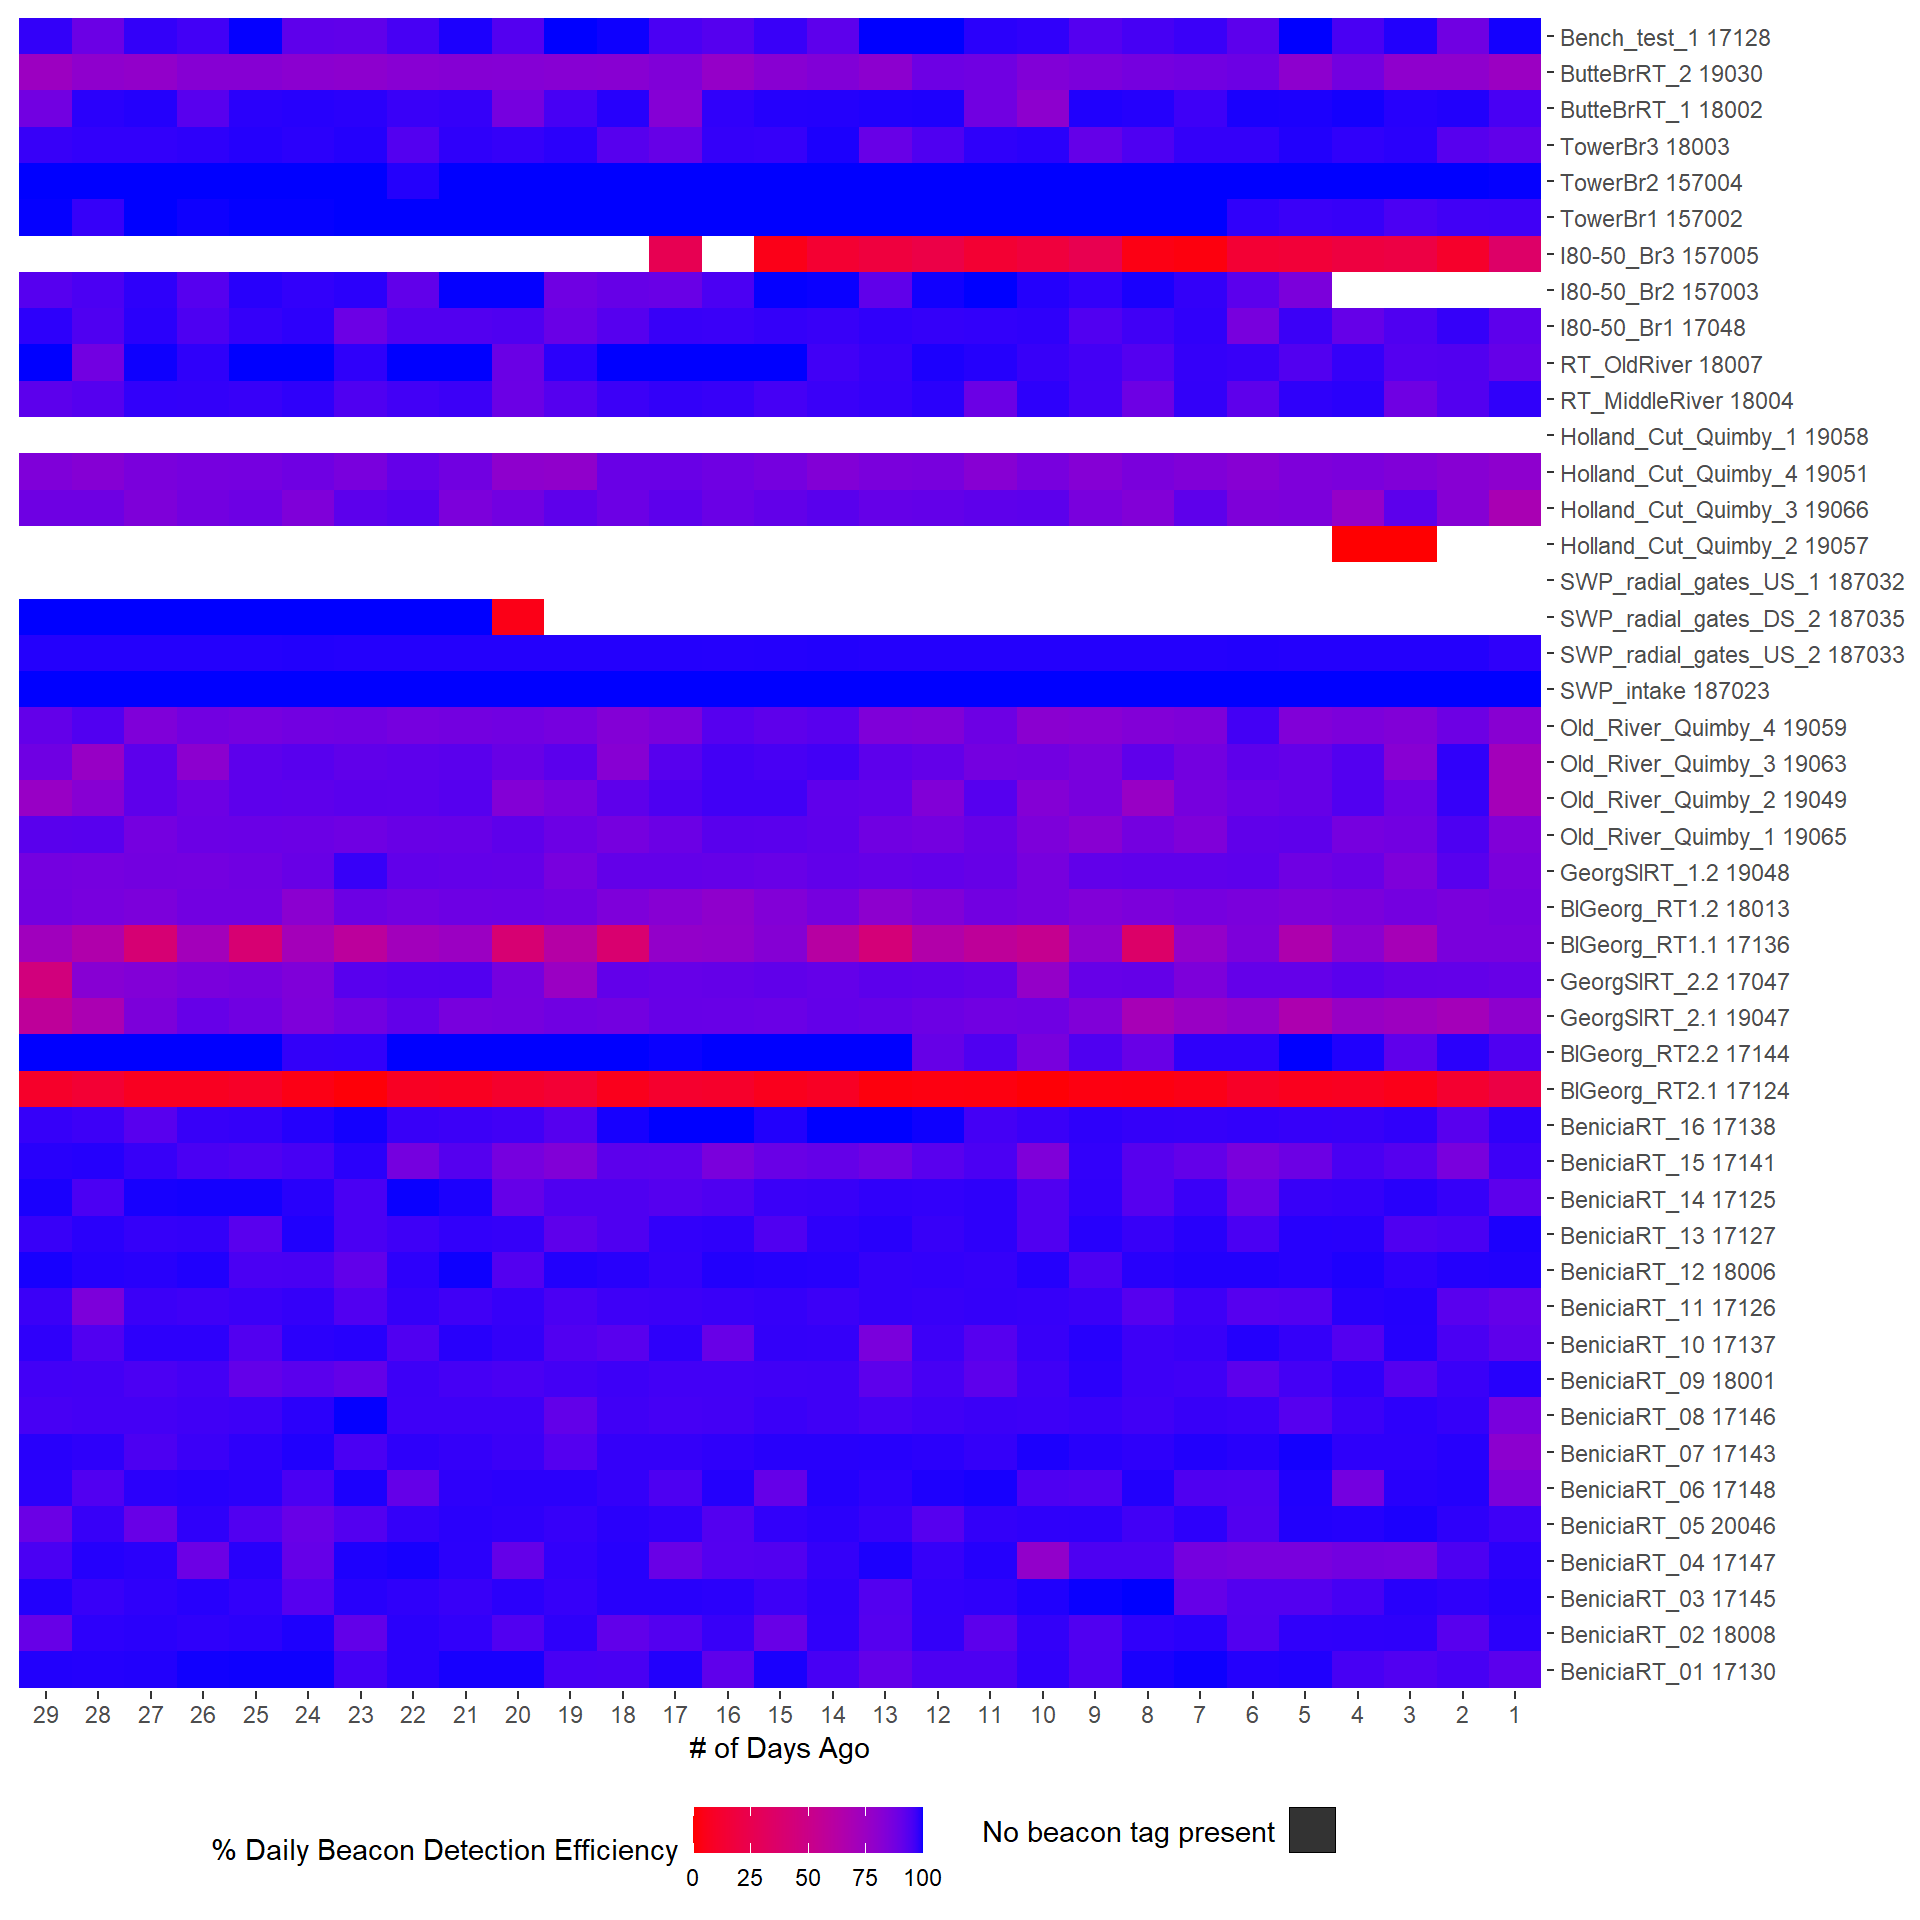 Bench_test_1 17128
ButteBrRT_2 19030
ButteBrRT_1 18002
TowerBr3 18003
TowerBr2 157004
TowerBr1 157002
I80-50_Br3 157005
I80-50_Br2 157003
I80-50_Br1 17048
RT_OldRiver 18007
RT_MiddleRiver 18004
Holland_Cut_Quimby_1 19058
Holland_Cut_Quimby_4 19051
Holland_Cut_Quimby_3 19066
Holland_Cut_Quimby_2 19057
SWP_radial_gates_US_1 187032
SWP_radial_gates_DS_2 187035
SWP_radial_gates_US_2 187033
SWP_intake 187023
Old_River_Quimby_4 19059
Old_River_Quimby_3 19063
Old_River_Quimby_2 19049
Old_River_Quimby_1 19065
GeorgSlRT_1.2 19048
BlGeorg_RT1.2 18013
BlGeorg_RT1.1 17136
GeorgSlRT_2.2 17047
GeorgSlRT_2.1 19047
BlGeorg_RT2.2 17144
BlGeorg_RT2.1 17124
BeniciaRT_16 17138
BeniciaRT_15 17141
BeniciaRT_14 17125
BeniciaRT_13 17127
BeniciaRT_12 18006
BeniciaRT_11 17126
BeniciaRT_10 17137
BeniciaRT_09 18001
BeniciaRT_08 17146
BeniciaRT_07 17143
BeniciaRT_06 17148
BeniciaRT_05 20046
BeniciaRT_04 17147
BeniciaRT_03 17145
BeniciaRT_02 18008
BeniciaRT_01 17130
29 28 27 26 25 24 23 22 21 20 19 18 17 16 15 14 13 12 11 10 9 8 7 6 5 4 3 2 1
# of Days Ago
% Daily Beacon Detection Efficiency
0 25 50 75 100
No beacon tag present